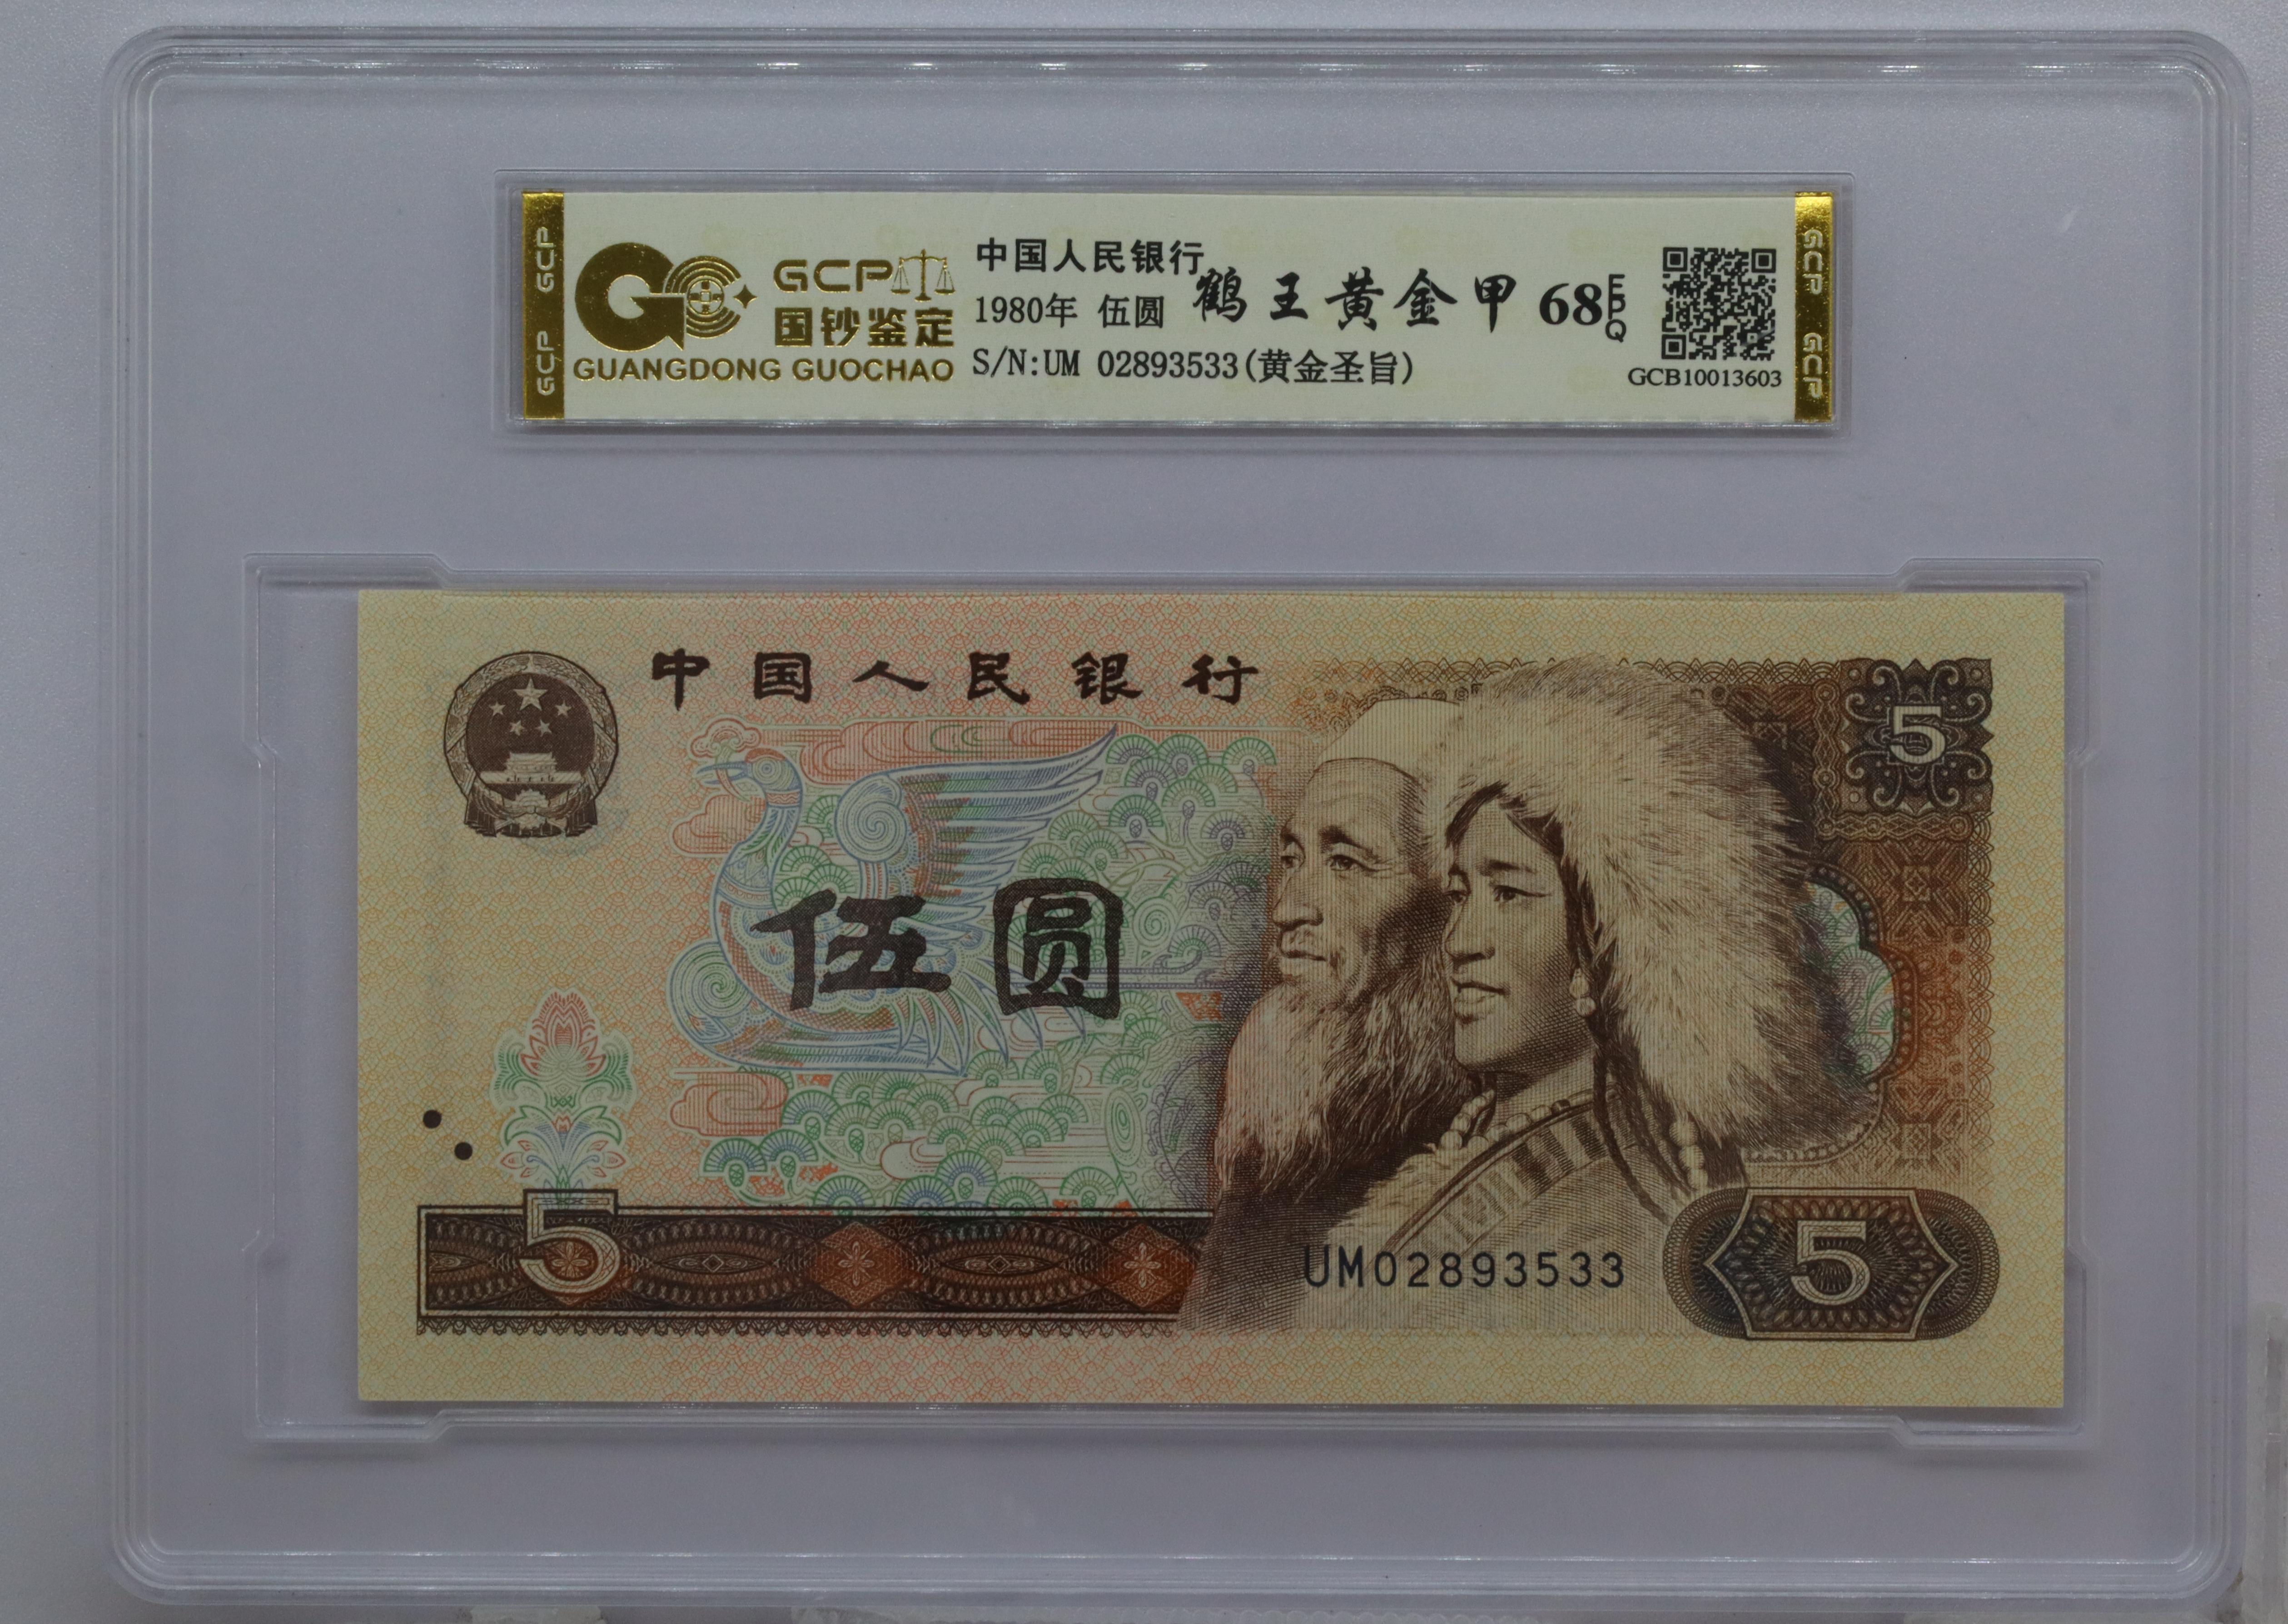 GCP GCP
GCP
国钞鉴定
GUANGDONG GUOCHAO
中国人民银行
1980年 伍圆
鹤王黄金甲
68 EPQ
S/N:UM 02893533(黄金圣旨)
GCB10013603
GCP GCP
中国人民银行
5
伍圆
5
UM02893533
5